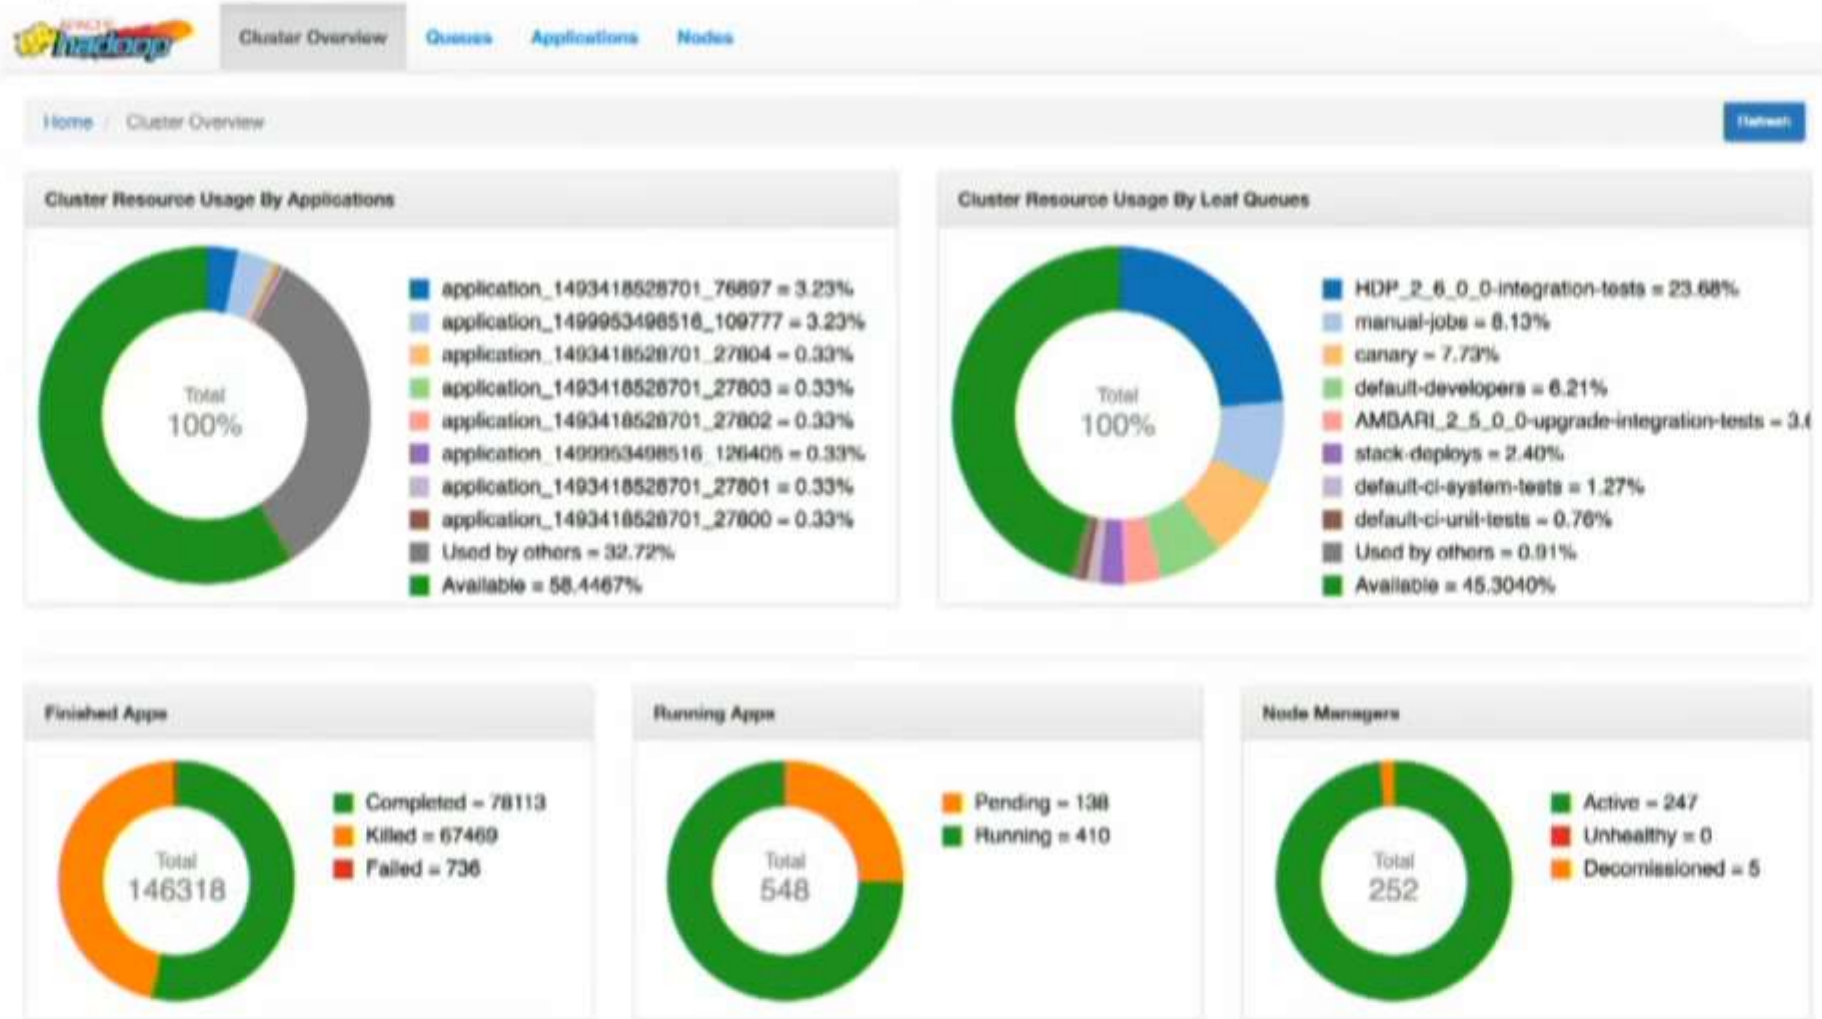 APACHE
hadoop
Cluster Overview
Queues
Applications
Nodes
Home / Cluster Overview
Refresh
Cluster Resource Usage By Applications
Total
100%
application_1493418528701_76897 = 3.23%
application_1499953498516_109777 = 3.23%
application_1493418528701_27804 = 0.33%
application_1493418528701_27803 = 0.33%
application_1493418528701_27802 = 0.33%
application_1499953498516_126405 = 0.33%
application_1493418528701_27801 = 0.33%
application_1493418528701_27800 = 0.33%
Used by others = 32.72%
Available = 58.4467%
Cluster Resource Usage By Leaf Queues
Total
100%
HDP_2_6_0_0-integration-tests = 23.68%
manual-jobs = 8.13%
canary = 7.73%
default-developers = 6.21%
AMBARI_2_5_0_0-upgrade-integration-tests = 3.6
stack-deploys = 2.40%
default-ci-system-tests = 1.27%
default-ci-unit-tests = 0.76%
Used by others = 0.91%
Available = 45.3040%
Finished Apps
Total
146318
Completed = 78113
Killed = 67469
Failed = 736
Running Apps
Total
548
Pending = 138
Running = 410
Node Managers
Total
252
Active = 247
Unhealthy = 0
Decomissioned = 5